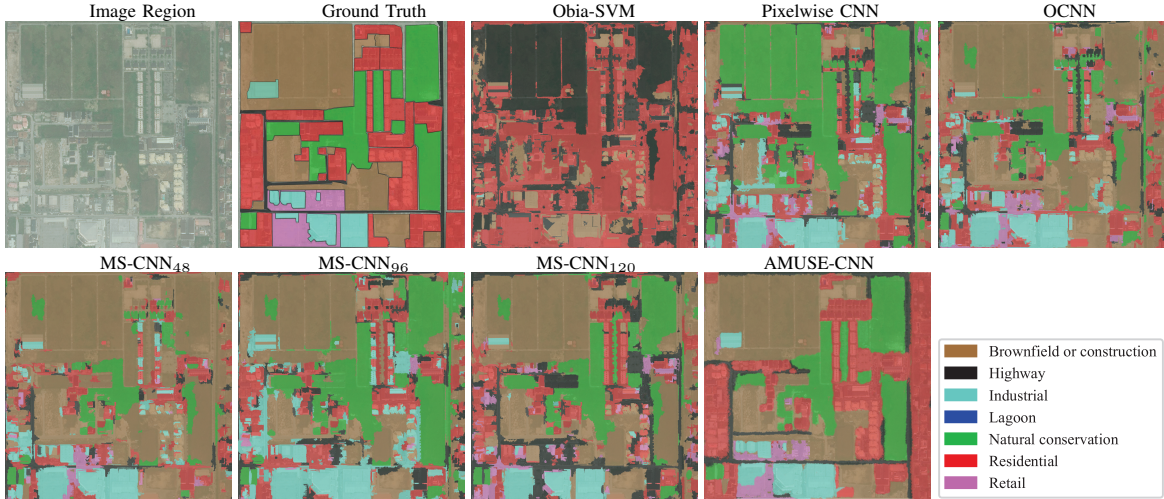 Image Region
Ground Truth
Obia-SVM
Pixelwise CNN
OCNN
MS-CNN48
MS-CNN96
MS-CNN120
AMUSE-CNN
Brownfield or construction
Highway
Industrial
Lagoon
Natural conservation
Residential
Retail